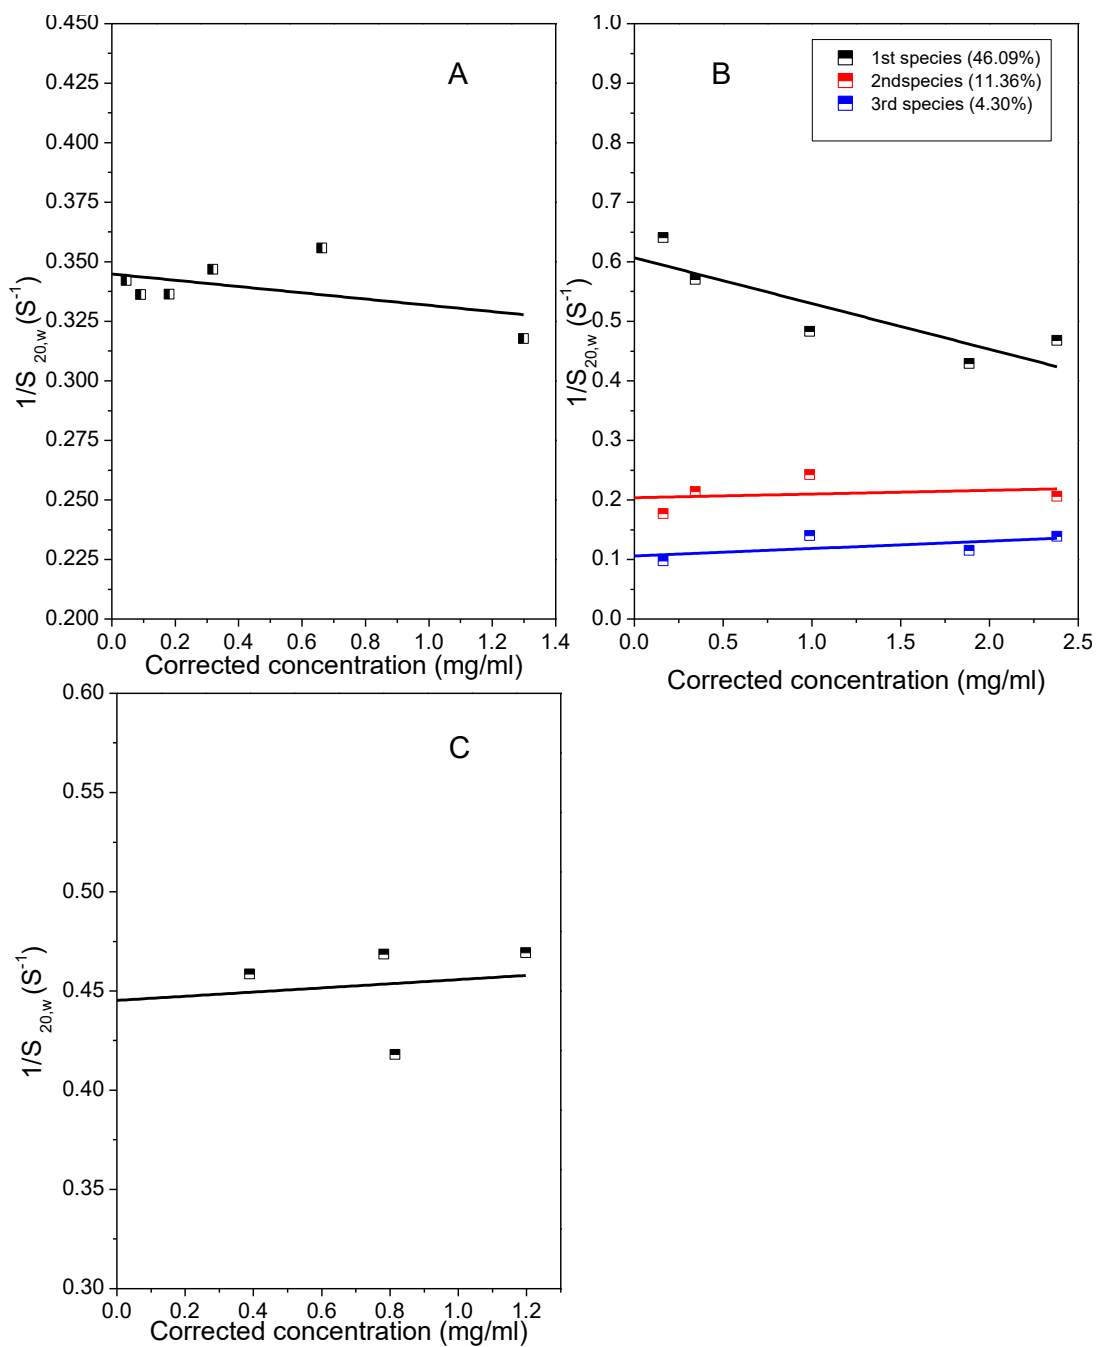 A
0.450
0.425
0.400
0.375
0.350
0.325
0.300
0.275
0.250
0.225
0.200
1/S 20,w (S-1)
0.0 0.2 0.4 0.6 0.8 1.0 1.2 1.4
Corrected concentration (mg/ml)
B
1st species (46.09%)
2ndspecies (11.36%)
3rd species (4.30%)
1.0
0.9
0.8
0.7
0.6
0.5
0.4
0.3
0.2
0.1
0.0
1/S20,w (S-1)
0.0 0.5 1.0 1.5 2.0 2.5
Corrected concentration (mg/ml)
C
0.60
0.55
0.50
0.45
0.40
0.35
0.30
1/S 20,w (S-1)
0.0 0.2 0.4 0.6 0.8 1.0 1.2
Corrected concentration (mg/ml)